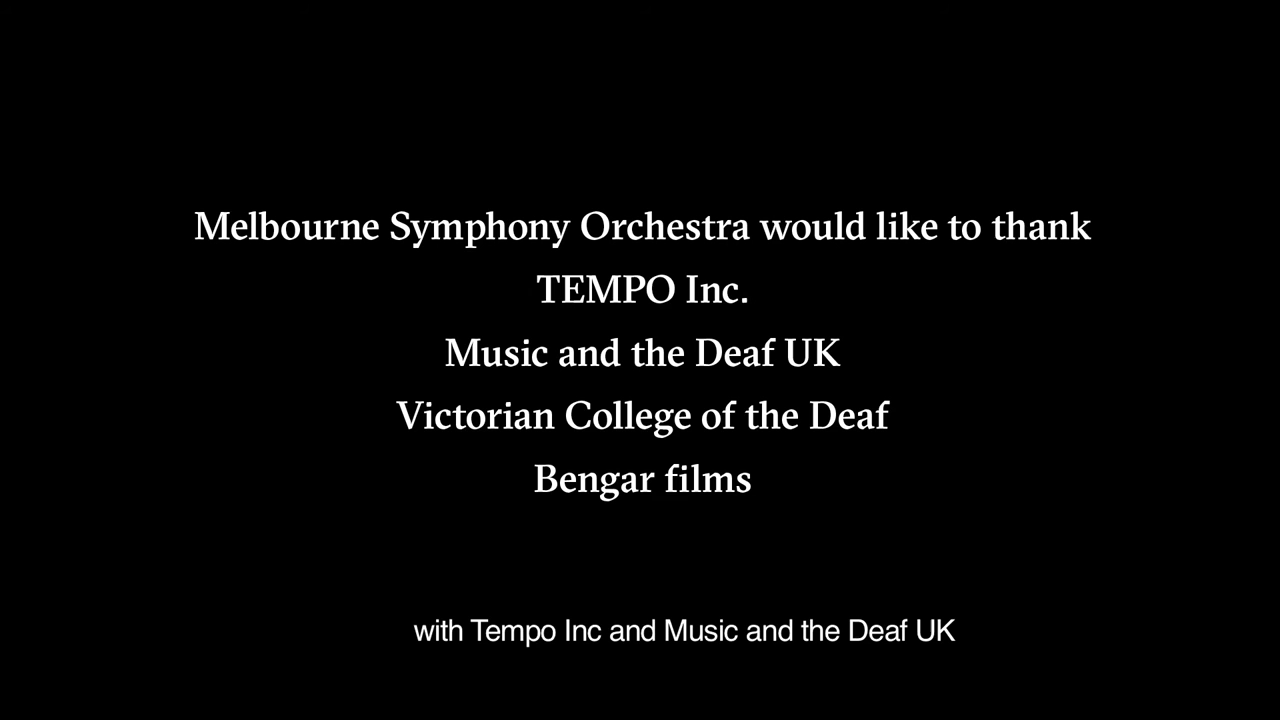 Melbourne Symphony Orchestra would like to thank
TEMPO Inc.
Music and the Deaf UK
Victorian College of the Deaf
Bengar films
with Tempo Inc and Music and the Deaf UK